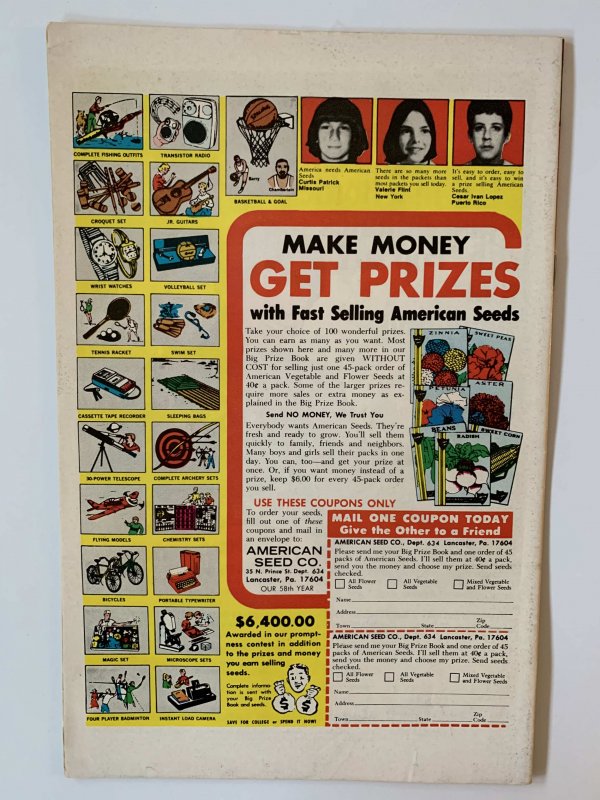 COMPLETE FISHING OUTFITS
TRANSISTOR RADIO
CROQUET SET
JR. GUITARS
WRIST WATCHES
VOLLEYBALL SET
TENNIS RACKET
SWIM SET
CASSETTE TAPE RECORDER
SLEEPING BAGS
30-POWER TELESCOPE
COMPLETE ARCHERY SETS
FLYING MODELS
CHEMISTRY SETS
BICYCLES
PORTABLE TYPEWRITER
MAGIC SET
MICROSCOPE SETS
FOUR PLAYER BADMINTON
INSTANT LOAD CAMERA
Barry
Chamberlain
BASKETBALL & GOAL
America needs American
Seeds
Curtis Patrick
Missouri
There are so many more
seeds in the packets than
most packets you sell today.
Valerie Flint
New York
It's easy to order, easy to
sell, and it's easy to win
a prize selling American
Seeds.
Cesar Ivan Lopez
Puerto Rico
MAKE MONEY
GET PRIZES
with Fast Selling American Seeds
Take your choice of 100 wonderful prizes.
You can earn as many as you want. Most
prizes shown here and many more in our
Big Prize Book are given WITHOUT
COST for selling just one 45-pack order of
American Vegetable and Flower Seeds at
40¢ a pack. Some of the larger prizes re-
quire more sales or extra money as ex-
plained in the Big Prize Book.
Send NO MONEY, We Trust You
Everybody wants American Seeds. They're
fresh and ready to grow. You'll sell them
quickly to family, friends and neighbors.
Many boys and girls sell their packs in one
day. You can, too—and get your prize at
once. Or, if you want money instead of a
prize, keep $6.00 for every 45-pack order
you sell.
ZINNIA
SWEET PEAS
PETUNIA
ASTER
BEANS
RADISH
SWEET CORN
USE THESE COUPONS ONLY
To order your seeds,
fill out one of these
coupons and mail in
an envelope to:
AMERICAN
SEED CO.
35 N. Prince St. Dept. 634
Lancaster, Pa. 17604
OUR 58th YEAR
$6,400.00
Awarded in our prompt-
ness contest in addition
to the prizes and money
you earn selling
seeds.
Complete informa-
tion is sent with
your Big Prize
Book and seeds.
$
$
SAVE FOR COLLEGE or SPEND IT NOW!
MAIL ONE COUPON TODAY
Give the Other to a Friend
AMERICAN SEED CO., Dept. 634 Lancaster, Pa. 17604
Please send me your Big Prize Book and one order of 45
packs of American Seeds. I'll sell them at 40¢ a pack,
send you the money and choose my prize. Send seeds
checked.
All Flower
Seeds
All Vegetable
Seeds
Mixed Vegetable
and Flower Seeds
Name
Address
Town State Zip Code
AMERICAN SEED CO., Dept. 634 Lancaster, Pa. 17604
Please send me your Big Prize Book and one order of 45
packs of American Seeds. I'll sell them at 40¢ a pack,
send you the money and choose my prize. Send seeds
checked.
All Flower
Seeds
All Vegetable
Seeds
Mixed Vegetable
and Flower Seeds
Name
Address
Town State Zip Code